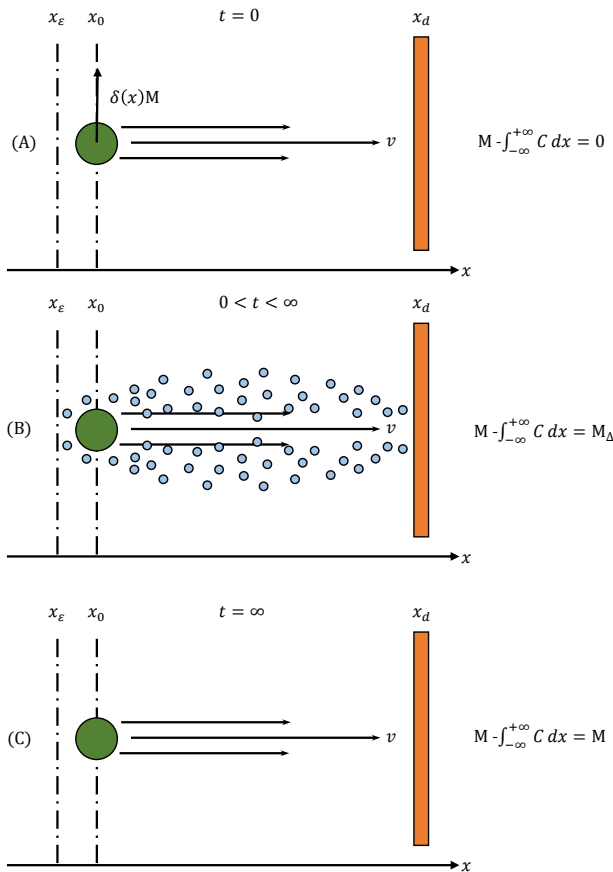 x_ε x_0 t = 0 x_d
δ(x)M
(A) v M - ∫_{-∞}^{+∞} C dx = 0
x
x_ε x_0 0 < t < ∞ x_d
(B) v M - ∫_{-∞}^{+∞} C dx = M_Δ
x
x_ε x_0 t = ∞ x_d
(C) v M - ∫_{-∞}^{+∞} C dx = M
x